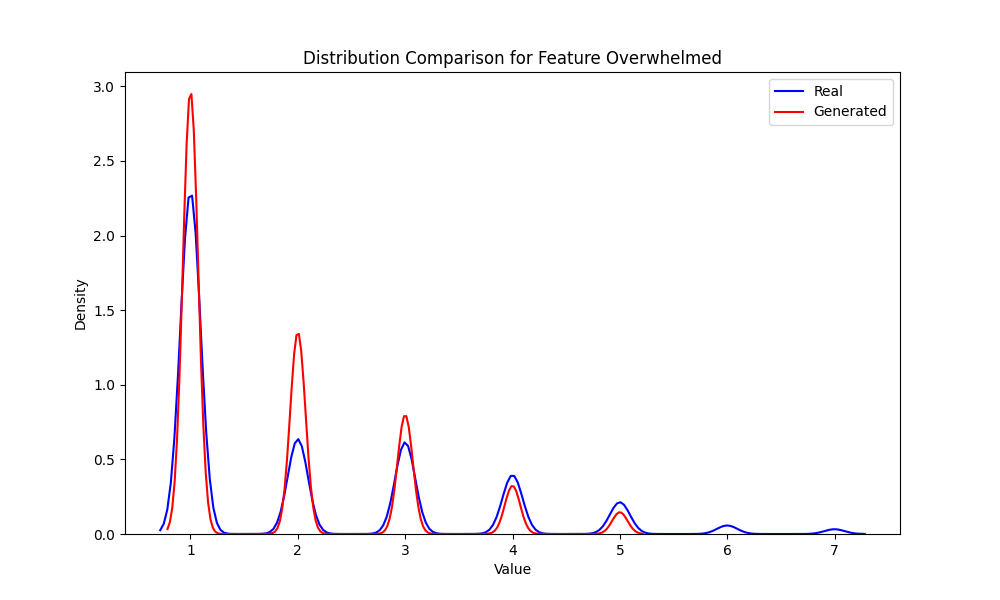 Distribution Comparison for Feature Overwhelmed
Real
Generated
3.0
2.5
2.0
1.5
1.0
0.5
0.0
Density
1 2 3 4 5 6 7
Value